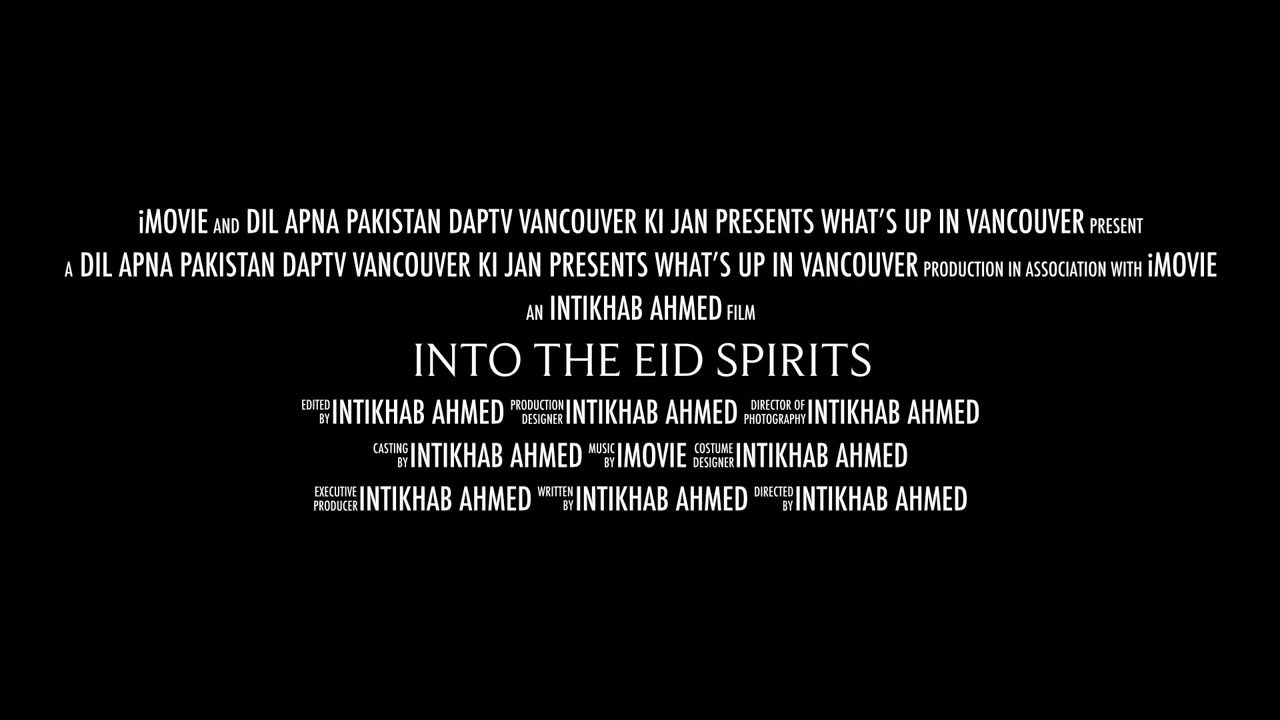 iMOVIE AND DIL APNA PAKISTAN DAPTV VANCOUVER KI JAN PRESENTS WHAT'S UP IN VANCOUVER PRESENT
A DIL APNA PAKISTAN DAPTV VANCOUVER KI JAN PRESENTS WHAT'S UP IN VANCOUVER PRODUCTION IN ASSOCIATION WITH iMOVIE
AN INTIKHAB AHMED FILM
INTO THE EID SPIRITS
EDITED BY INTIKHAB AHMED PRODUCTION DESIGNER INTIKHAB AHMED DIRECTOR OF PHOTOGRAPHY INTIKHAB AHMED
CASTING BY INTIKHAB AHMED MUSIC BY IMOVIE COSTUME DESIGNER INTIKHAB AHMED
EXECUTIVE PRODUCER INTIKHAB AHMED WRITTEN BY INTIKHAB AHMED DIRECTED BY INTIKHAB AHMED